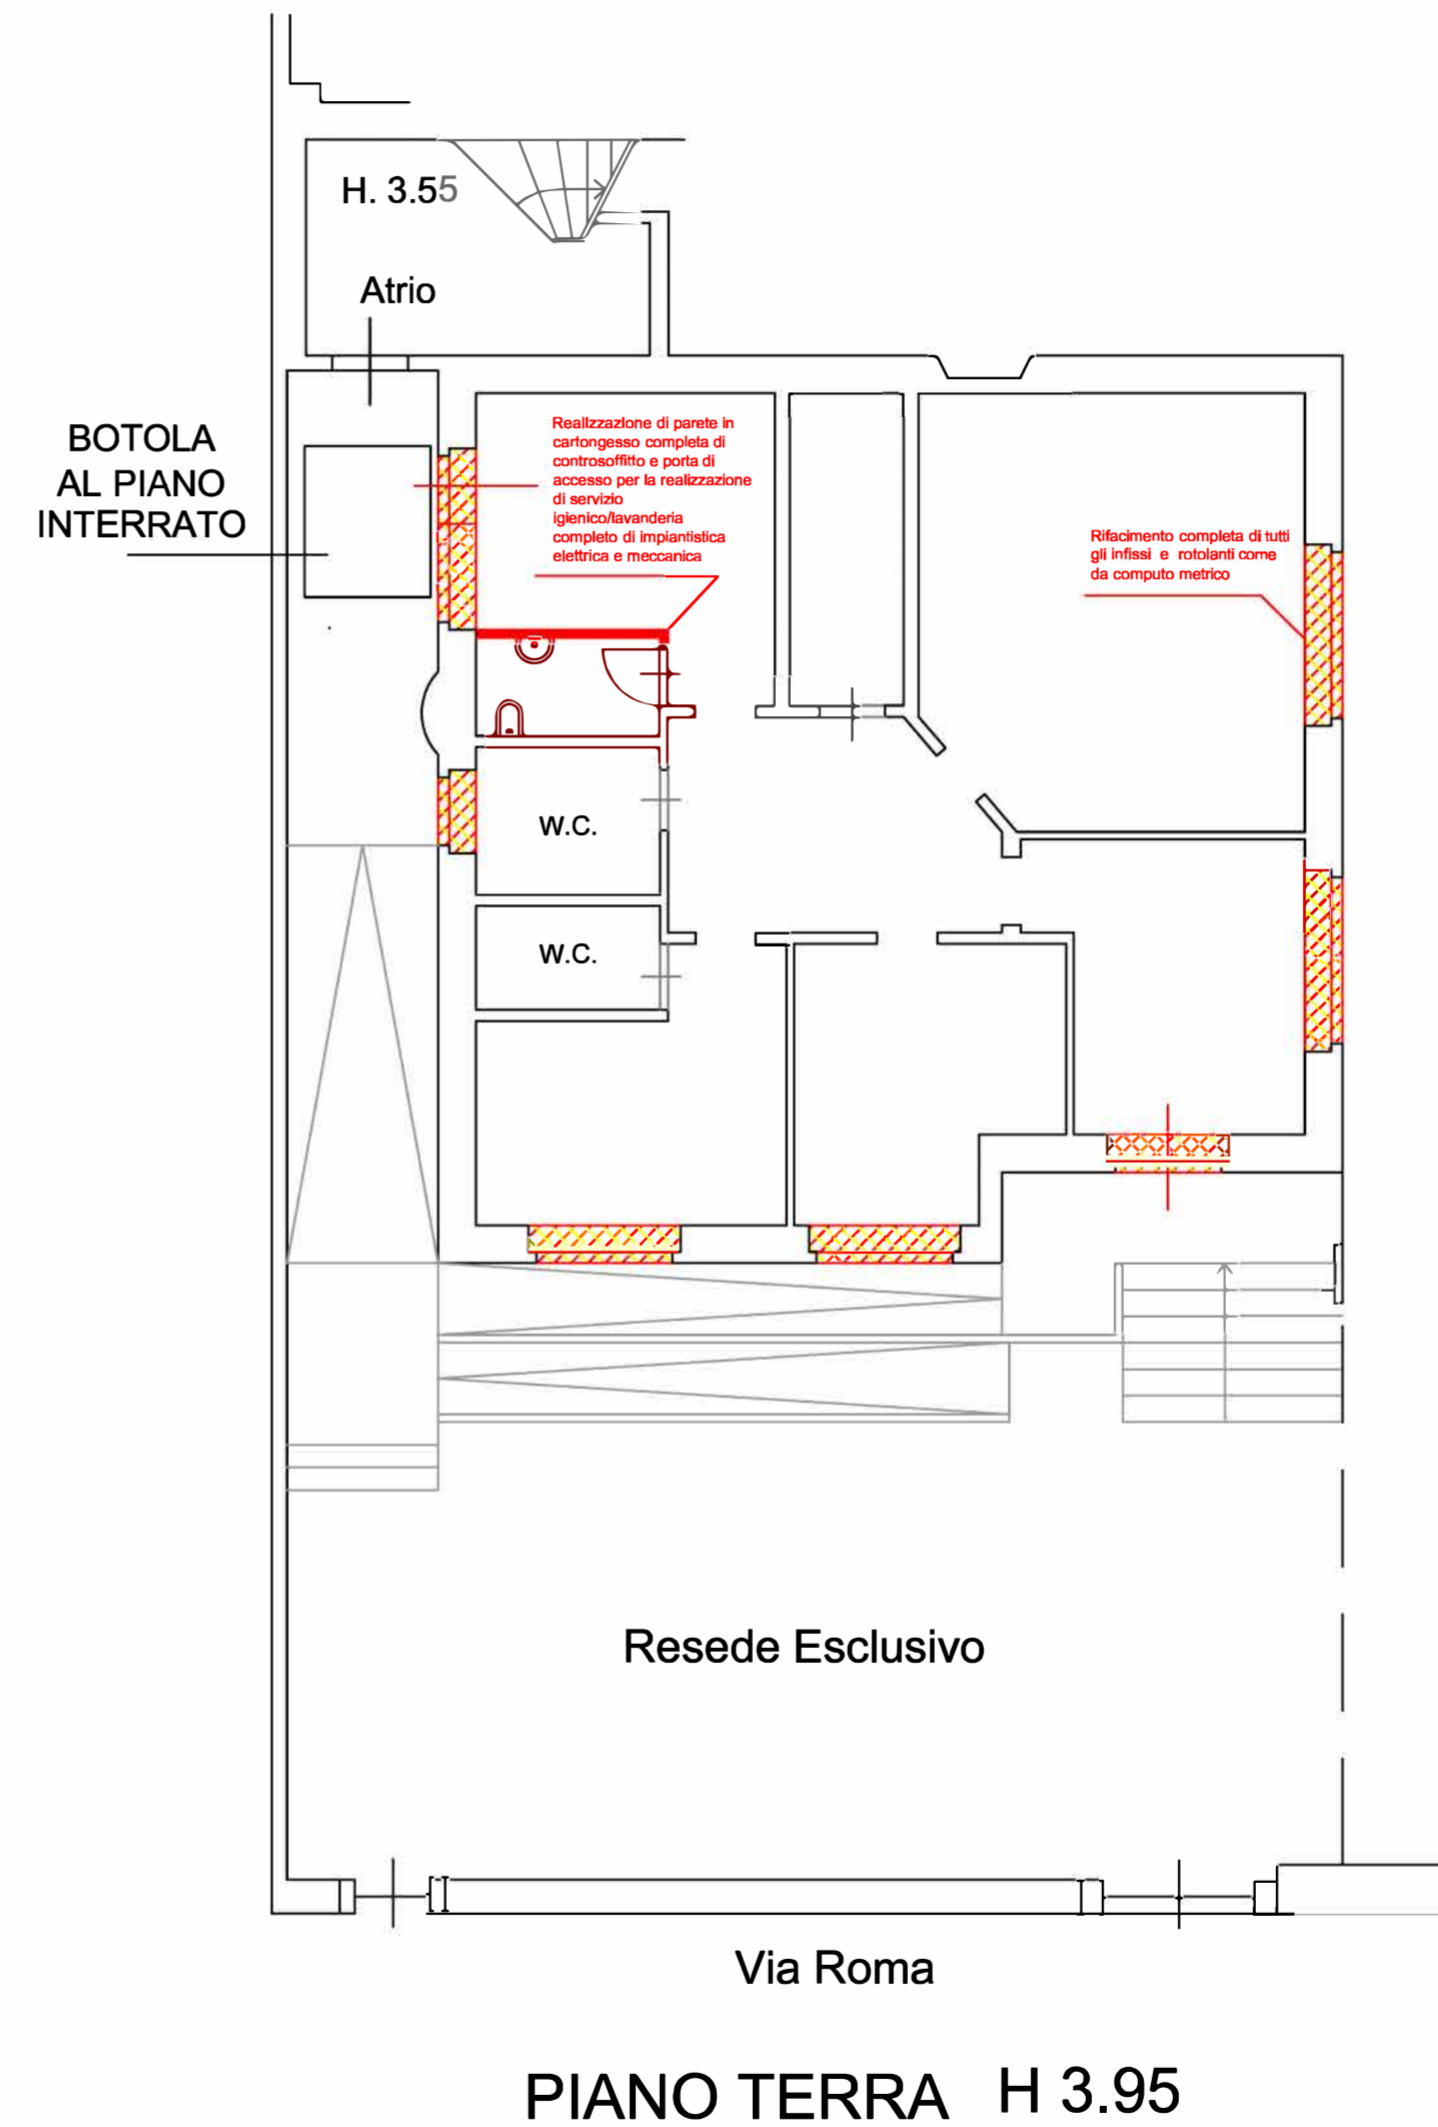 H. 3.55
Atrio
BOTOLA
AL PIANO
INTERRATO
Realizzazione di parete in
cartongesso completa di
controsoffitto e porta di
accesso per la realizzazione
di servizio
igienico/lavanderia
completo di impiantistica
elettrica e meccanica
Rifacimento completa di tutti
gli infissi e rotolanti come
da computo metrico
W.C.
W.C.
Resede Esclusivo
Via Roma
PIANO TERRA H 3.95